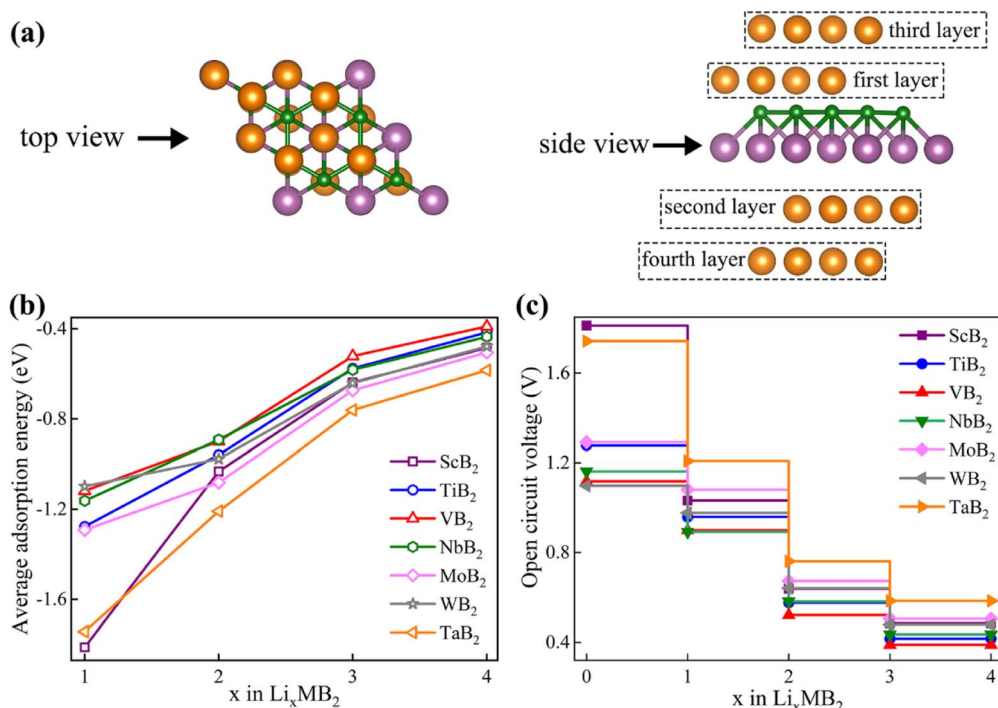 (a)
third layer
first layer
top view
side view
second layer
fourth layer
(b)
-0.4
-0.8
-1.2
-1.6
Average adsorption energy (eV)
ScB2
TiB2
VB2
NbB2
MoB2
WB2
TaB2
1 2 3 4
x in LixMB2
(c)
1.6
1.2
0.8
0.4
Open circuit voltage (V)
ScB2
TiB2
VB2
NbB2
MoB2
WB2
TaB2
0 1 2 3 4
x in LixMB2